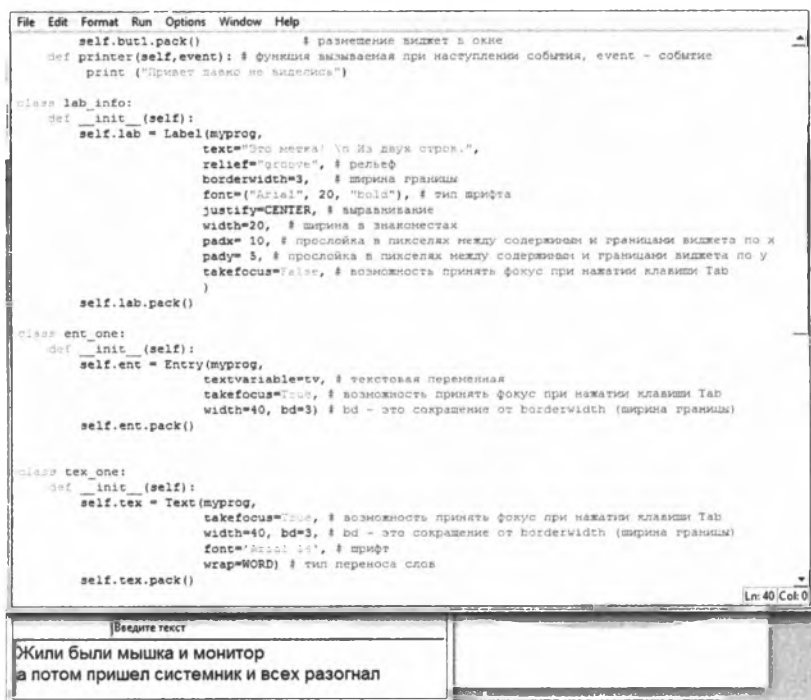 File Edit Format Run Options Window Help
self.but1.pack() # размещение виджет в окне
def printer(self,event): # функция вызываемая при наступлении события, event - событие
print ("Привет давно не виделись")
class lab_info:
def __init__(self):
self.lab = Label(myprog,
text="Это метка! \n Из двух строк.",
relief="groove", # рельеф
borderwidth=3, # ширина границы
font=("Arial", 20, "bold"), # тип шрифта
justify=CENTER, # выравнивание
width=20, # ширина в знакоместах
padx= 10, # прослойка в пикселях между содержимым и границами виджета по x
pady= 5, # прослойка в пикселях между содержимым и границами виджета по y
takefocus=False, # возможность принять фокус при нажатии клавиши Tab
)
self.lab.pack()
class ent_one:
def __init__(self):
self.ent = Entry(myprog,
textvariable=tv, # текстовая переменная
takefocus=True, # возможность принять фокус при нажатии клавиши Tab
width=40, bd=3) # bd - это сокращение от borderwidth (ширина границы)
self.ent.pack()
class tex_one:
def __init__(self):
self.tex = Text(myprog,
takefocus=True, # возможность принять фокус при нажатии клавиши Tab
width=40, bd=3, # bd - это сокращение от borderwidth (ширина границы)
font='Arial 14', # шрифт
wrap=WORD) # тип переноса слов
self.tex.pack()
Ln: 40 Col: 0
Введите текст
Жили были мышка и монитор
а потом пришел системник и всех разогнал